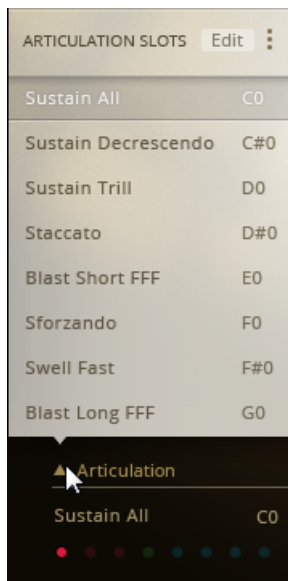 ARTICULATION SLOTS Edit
Sustain All C0
Sustain Decrescendo C#0
Sustain Trill D0
Staccato D#0
Blast Short FFF E0
Sforzando F0
Swell Fast F#0
Blast Long FFF G0
Articulation
Sustain All C0